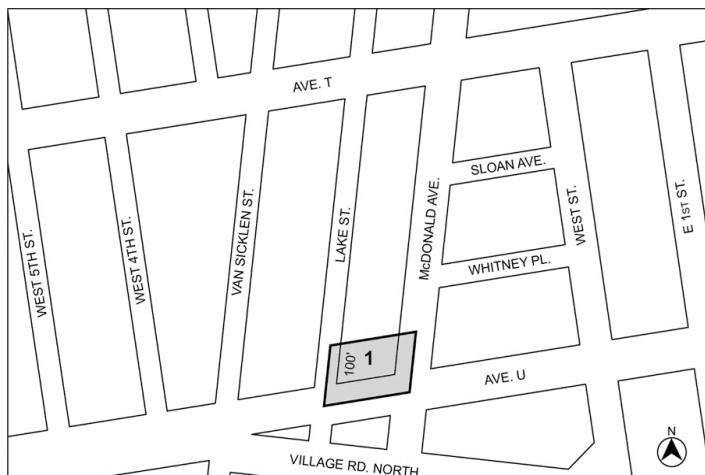 AVE. T
SLOAN AVE.
WEST 5TH ST.
WEST 4TH ST.
VAN SICKLEN ST.
LAKE ST.
McDONALD AVE.
WEST ST.
E 1ST ST.
WHITNEY PL.
100'
1
AVE. U
VILLAGE RD. NORTH
N